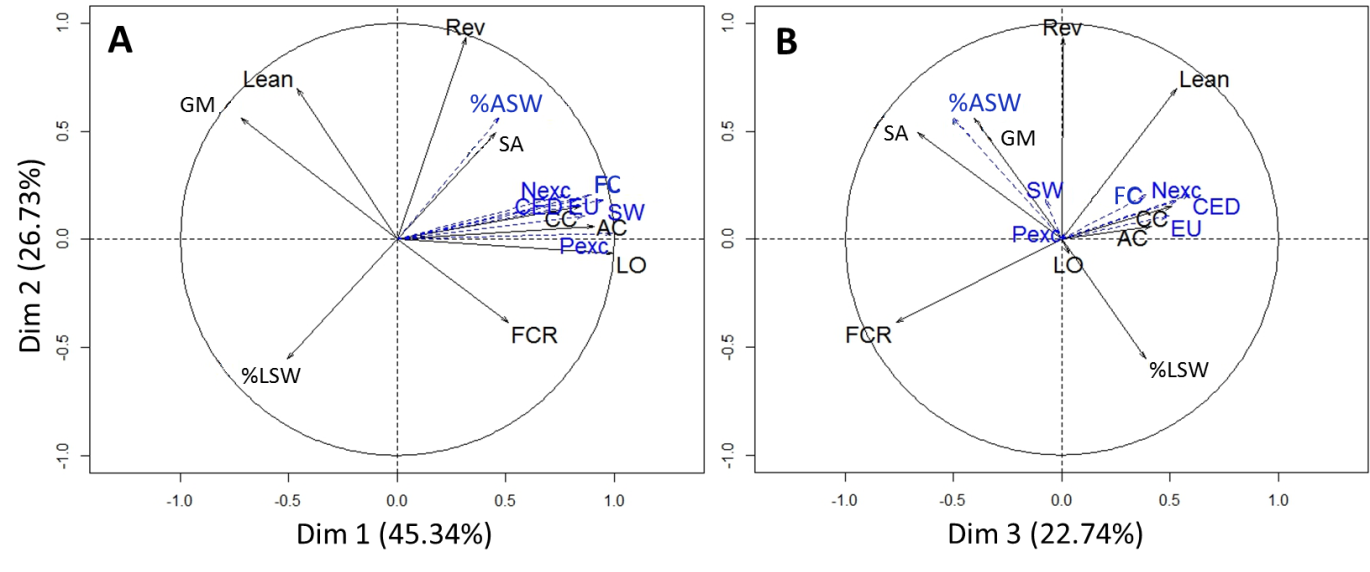 A
1.0
0.5
0.0
-0.5
-1.0
Dim 2 (26.73%)
Rev
Lean
GM
%ASW
SA
Nexc
FC
CED
EU
SW
CC
AC
Pexc
LO
FCR
%LSW
-1.0
-0.5
0.0
0.5
1.0
Dim 1 (45.34%)
B
1.0
0.5
0.0
-0.5
-1.0
Rev
Lean
%ASW
SA
GM
SW
FC
Nexc
CED
CC
EU
Pexc
AC
LO
FCR
%LSW
-1.0
-0.5
0.0
0.5
1.0
Dim 3 (22.74%)